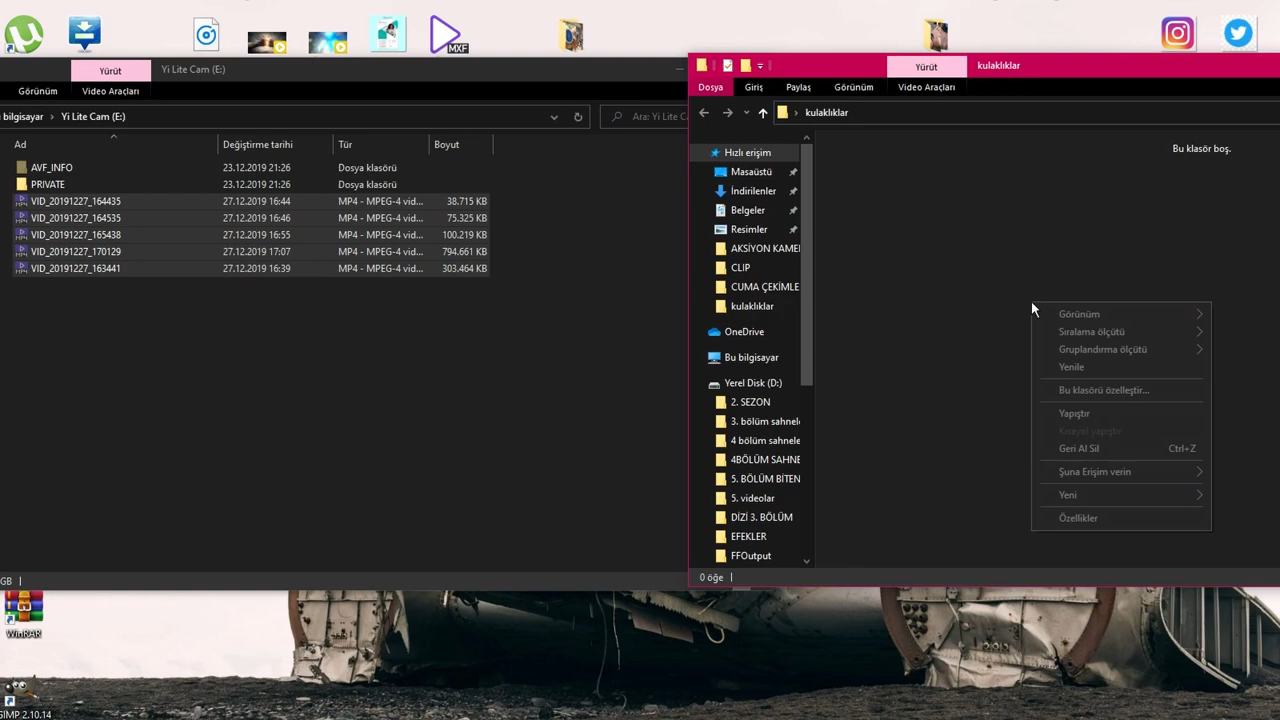 MXF
Yürüt
Yi Lite Cam (E:)
Görünüm
Video Araçları
bilgisayar › Yi Lite Cam (E:)
Ara: Yi Lite Ca
Ad
Değiştirme tarihi
Tür
Boyut
AVF_INFO 23.12.2019 21:26 Dosya klasörü
PRIVATE 23.12.2019 21:26 Dosya klasörü
VID_20191227_164435 27.12.2019 16:44 MP4 - MPEG-4 vid... 38.715 KB
VID_20191227_164535 27.12.2019 16:46 MP4 - MPEG-4 vid... 75.325 KB
VID_20191227_165438 27.12.2019 16:55 MP4 - MPEG-4 vid... 100.219 KB
VID_20191227_170129 27.12.2019 17:07 MP4 - MPEG-4 vid... 794.661 KB
VID_20191227_163441 27.12.2019 16:39 MP4 - MPEG-4 vid... 303.464 KB
GB
Yürüt
kulaklıklar
Dosya
Giriş
Paylaş
Görünüm
Video Araçları
kulaklıklar
Bu klasör boş.
Hızlı erişim
Masaüstü
İndirilenler
Belgeler
Resimler
AKSİYON KAMEI
CLIP
CUMA ÇEKİMLE
kulaklıklar
OneDrive
Bu bilgisayar
Yerel Disk (D:)
2. SEZON
3. bölüm sahnele
4 bölüm sahnele
4BÖLÜM SAHNE
5. BÖLÜM BİTEN
5. videolar
DİZİ 3. BÖLÜM
EFEKLER
FFOutput
0 öğe
Görünüm
Sıralama ölçütü
Gruplandırma ölçütü
Yenile
Bu klasörü özelleştir...
Yapıştır
Kısayol yapıştır
Geri Al Sil Ctrl+Z
Şuna Erişim verin
Yeni
Özellikler
WinRAR
GIMP 2.10.14